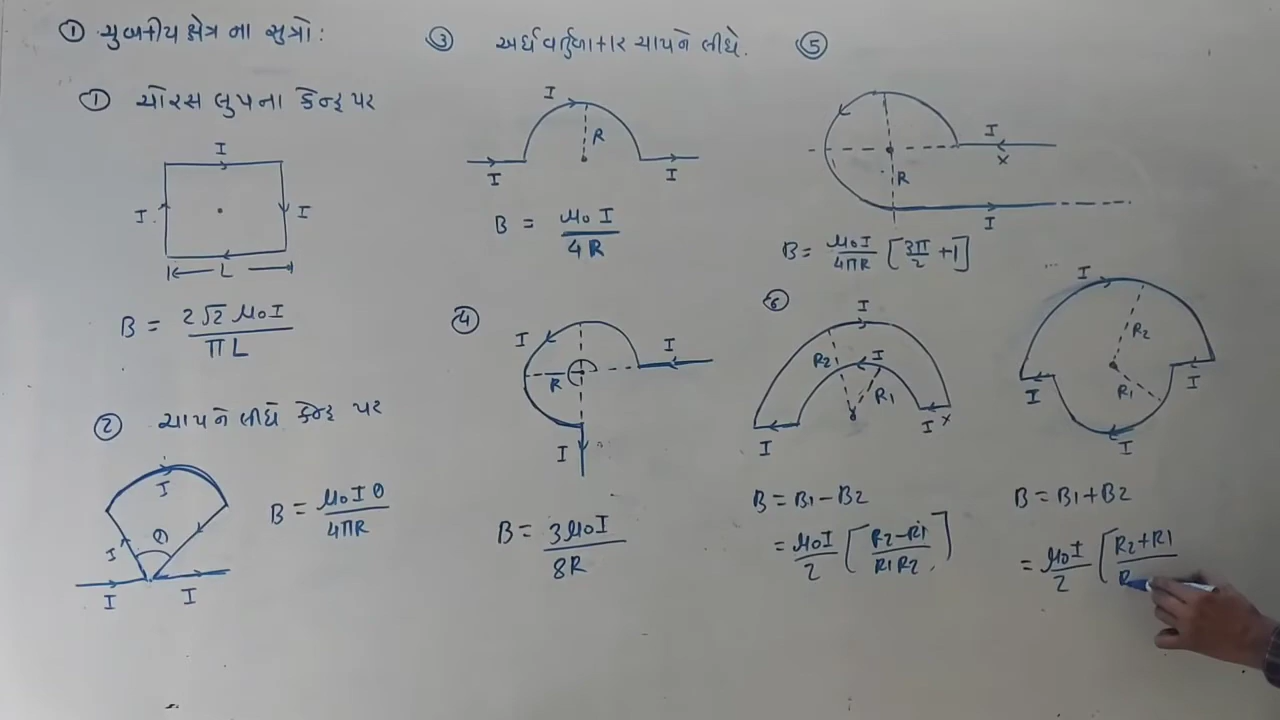 ① ચુંબકીય ક્ષેત્ર ના સુત્રો:
① ચોરસ લુપના કેન્દ્ર પર
I
I
I
L
B = 2√2 μ0I / πL
② ચાપને લીધે કેન્દ્ર પર
I
θ
I
I
I
B = μ0Iθ / 4πR
③ અર્ધવર્તુળાકાર ચાપને લીધે.
I
R
I
I
B = μ0I / 4R
④
I
I
R
I
B = 3μ0I / 8R
⑤
I
x
R
I
B = μ0I / 4πR [3π / 2 + 1]
⑥
I
R2
I
R1
I
x
I
B = B1 - B2
= μ0I / 2 [R2 - R1 / R1R2]
I
R2
R1
I
I
I
B = B1 + B2
= μ0I / 2 [R2 + R1 / R